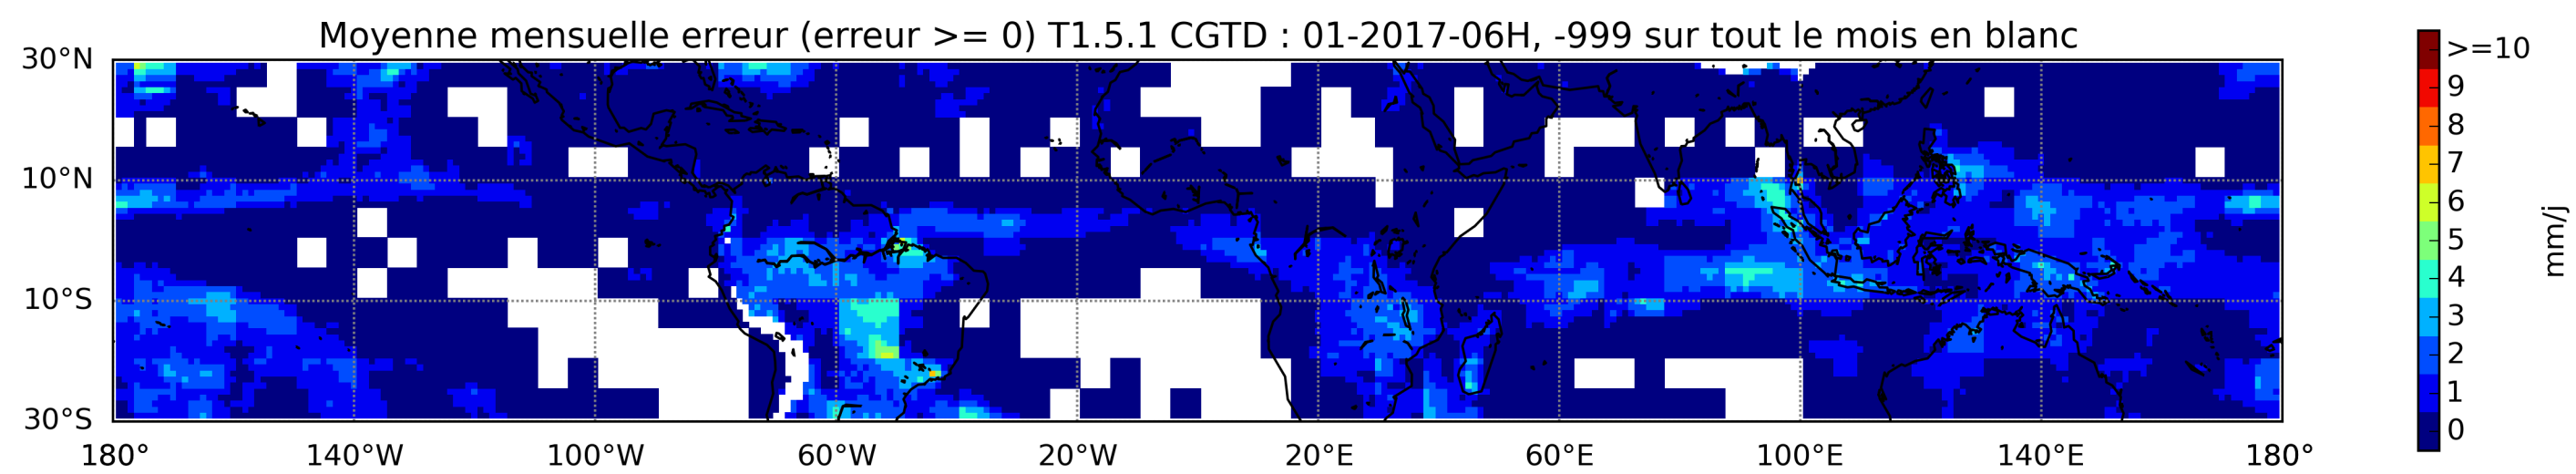 Moyenne mensuelle erreur (erreur >= 0) T1.5.1 CGTD : 01-2017-06H, -999 sur tout le mois en blanc
30°N
10°N
10°S
30°S
180° 140°W 100°W 60°W 20°W 20°E 60°E 100°E 140°E 180°
>=10
9
8
7
6
5
4
3
2
1
0
mm/j